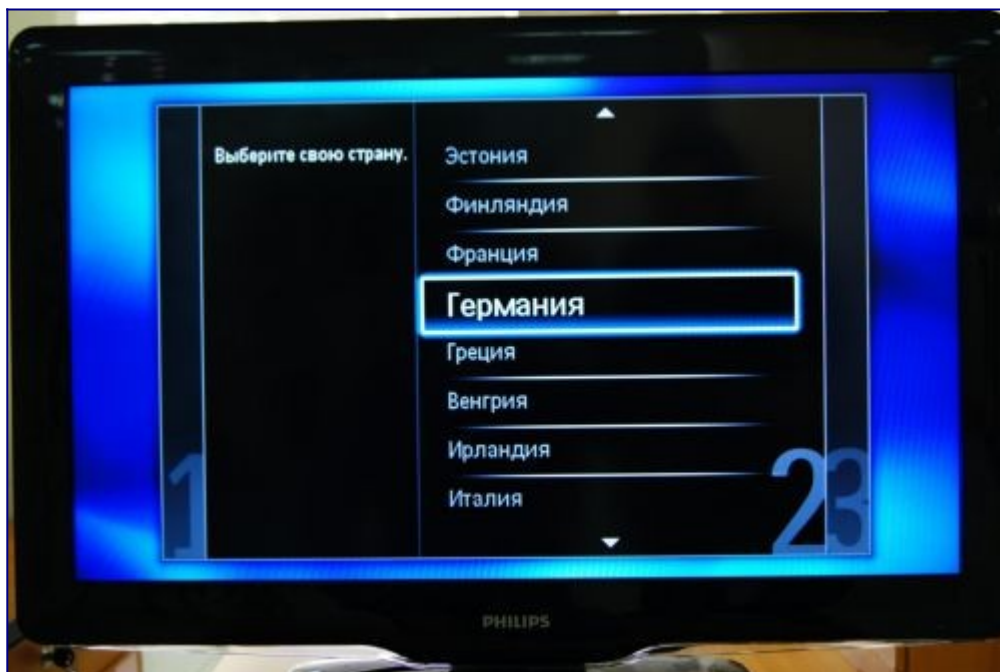 Выберите свою страну.
Эстония
Финляндия
Франция
Германия
Греция
Венгрия
Ирландия
Италия
1
2
3
PHILIPS